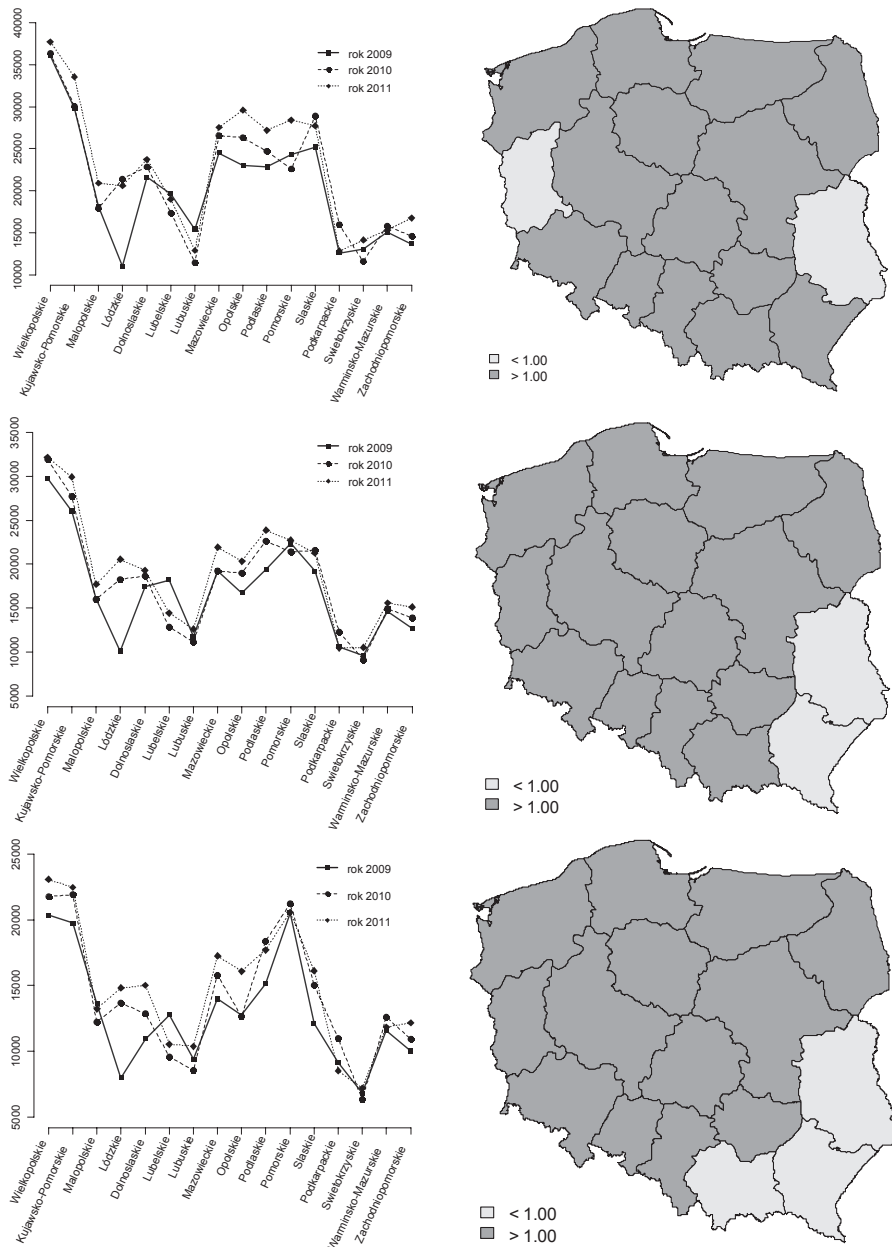 40000
35000
30000
25000
20000
15000
10000
rok 2009
rok 2010
rok 2011
Wielkopolskie
Kujawsko-Pomorskie
Malopolskie
Lódzkie
Dolnoslaskie
Lubelskie
Lubuskie
Mazowieckie
Opolskie
Podlaskie
Pomorskie
Slaskie
Podkarpackie
Swietokrzyskie
Warminsko-Mazurskie
Zachodniopomorskie
< 1.00
> 1.00
35000
30000
25000
20000
15000
10000
5000
rok 2009
rok 2010
rok 2011
Wielkopolskie
Kujawsko-Pomorskie
Malopolskie
Lódzkie
Dolnoslaskie
Lubelskie
Lubuskie
Mazowieckie
Opolskie
Podlaskie
Pomorskie
Slaskie
Podkarpackie
Swietokrzyskie
Warminsko-Mazurskie
Zachodniopomorskie
< 1.00
> 1.00
25000
20000
15000
10000
5000
rok 2009
rok 2010
rok 2011
Wielkopolskie
Kujawsko-Pomorskie
Malopolskie
Lódzkie
Dolnoslaskie
Lubelskie
Lubuskie
Mazowieckie
Opolskie
Podlaskie
Pomorskie
Slaskie
Podkarpackie
Swietokrzyskie
Warminsko-Mazurskie
Zachodniopomorskie
< 1.00
> 1.00